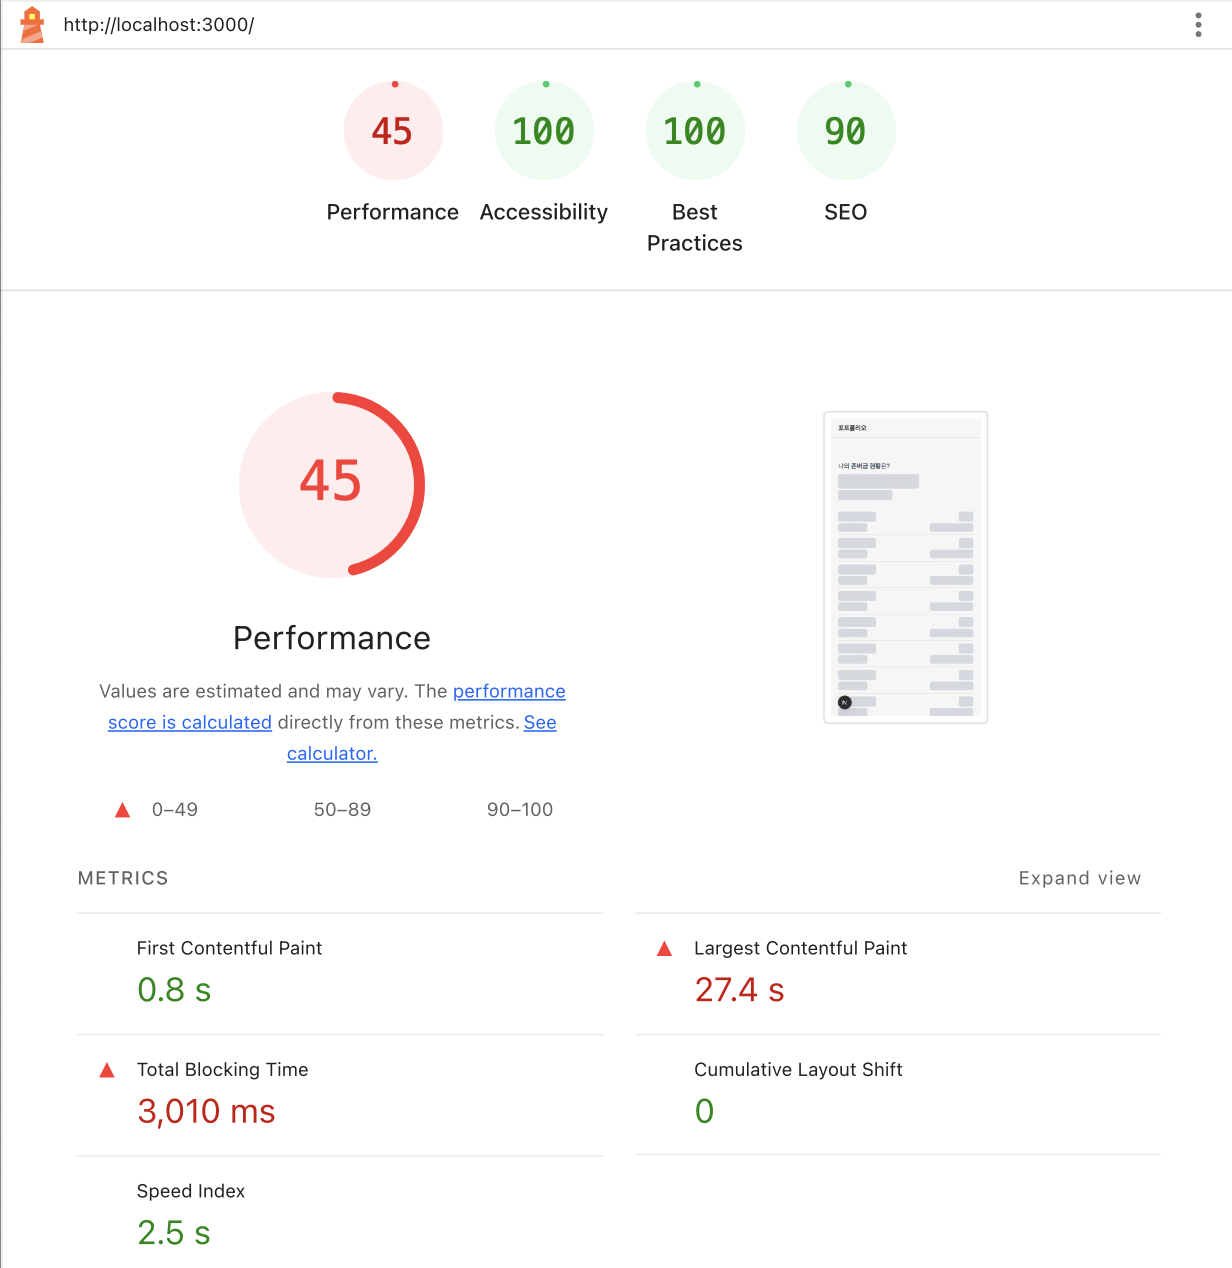 http://localhost:3000/
45
100
100
90
Performance
Accessibility
Best
Practices
SEO
45
포트폴리오
나의 존버금 현황은?
N
Performance
Values are estimated and may vary. The performance
score is calculated directly from these metrics. See
calculator.
0–49
50–89
90–100
METRICS
Expand view
First Contentful Paint
0.8 s
Largest Contentful Paint
27.4 s
Total Blocking Time
3,010 ms
Cumulative Layout Shift
0
Speed Index
2.5 s